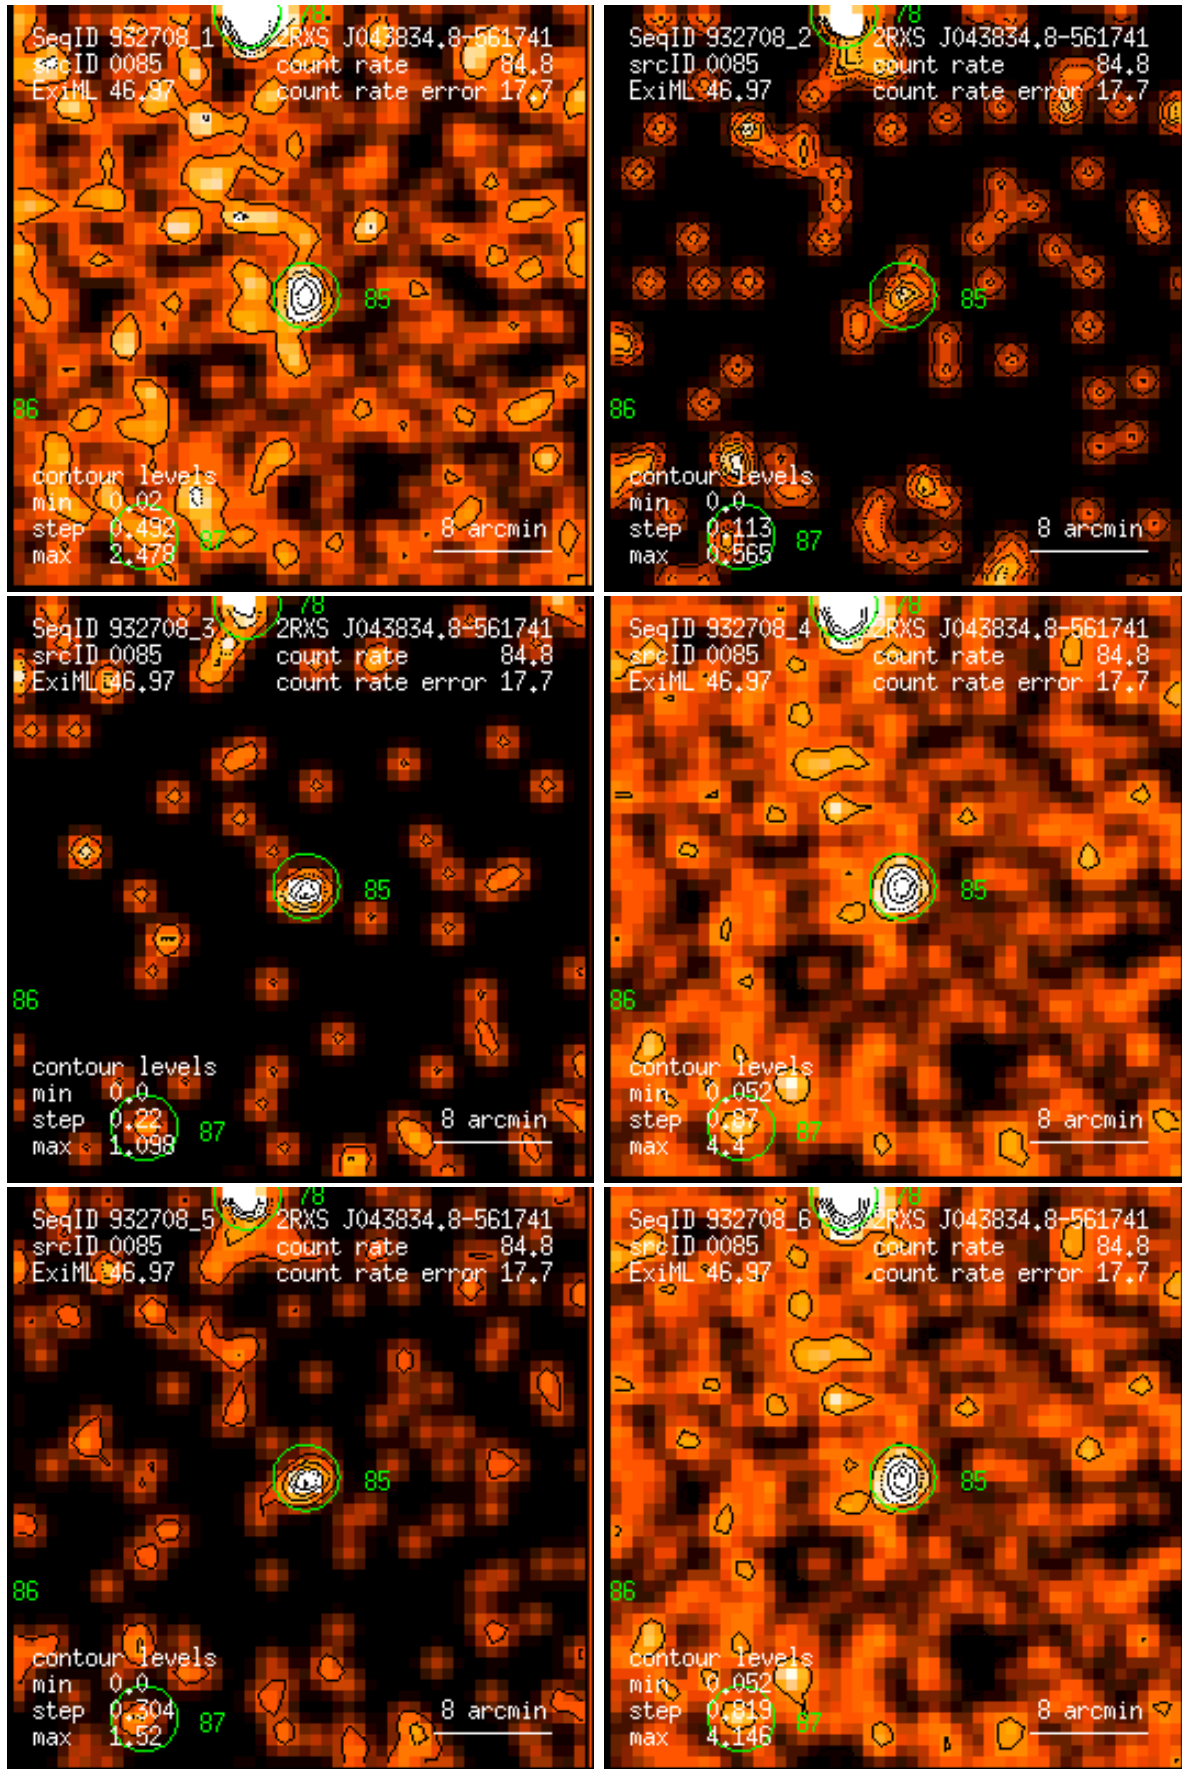 78
SeqID 932708_1 2RXS J043834.8-561741
srcID 0085 count rate 84.8
ExiML 46.97 count rate error 17.7
85
86
contour levels
min 0.02
step 0.492 8 arcmin
87
max 2.478
78
SeqID 932708_2 2RXS J043834.8-561741
srcID 0085 count rate 84.8
ExiML 46.97 count rate error 17.7
85
86
contour levels
min 0.0
step 0.113 8 arcmin
87
max 0.565
78
SeqID 932708_3 2RXS J043834.8-561741
srcID 0085 count rate 84.8
ExiML 46.97 count rate error 17.7
85
86
contour levels
min 0.0
step 0.22 8 arcmin
87
max 1.098
78
SeqID 932708_4 2RXS J043834.8-561741
srcID 0085 count rate 84.8
ExiML 46.97 count rate error 17.7
85
86
contour levels
min 0.052
step 0.87 8 arcmin
87
max 4.4
78
SeqID 932708_5 2RXS J043834.8-561741
srcID 0085 count rate 84.8
ExiML 46.97 count rate error 17.7
85
86
contour levels
min 0.0
step 0.304 8 arcmin
87
max 1.52
78
SeqID 932708_6 2RXS J043834.8-561741
srcID 0085 count rate 84.8
ExiML 46.97 count rate error 17.7
85
86
contour levels
min 0.052
step 0.819 8 arcmin
87
max 4.146